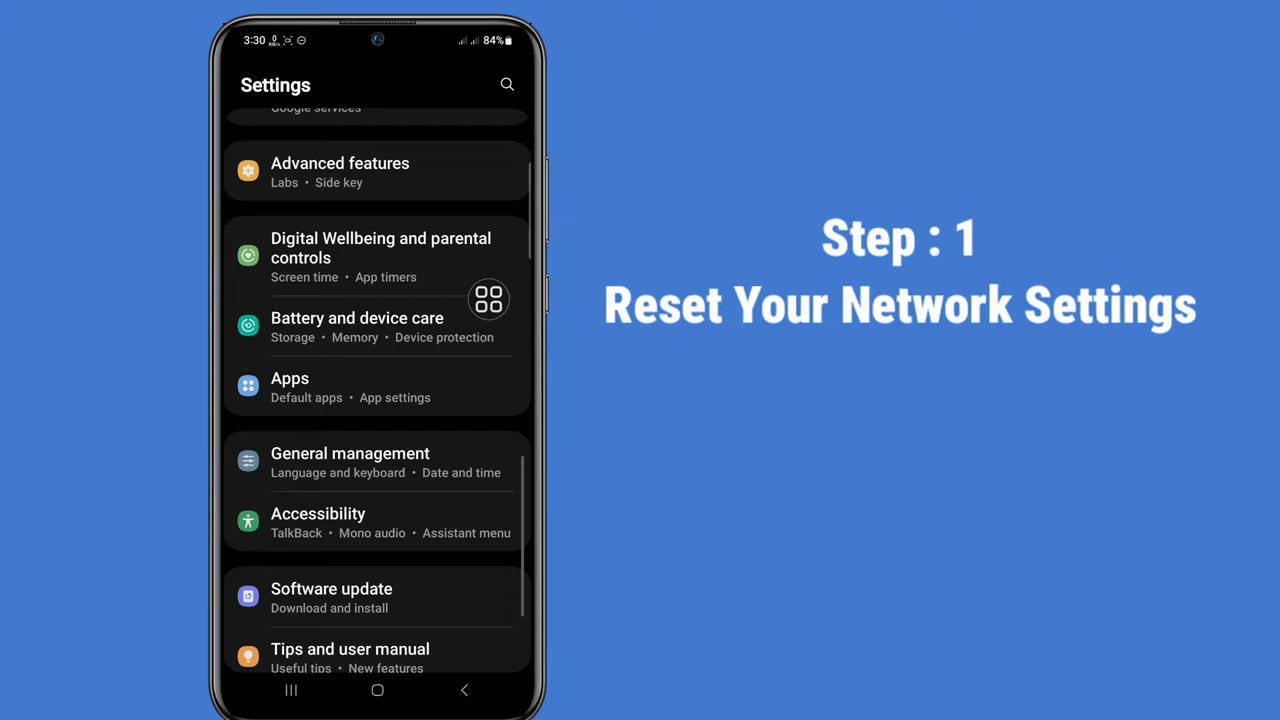 3:30 0 KB/s 84%
Settings
Google services
Advanced features
Labs • Side key
Digital Wellbeing and parental
controls
Screen time • App timers
Battery and device care
Storage • Memory • Device protection
Apps
Default apps • App settings
General management
Language and keyboard • Date and time
Accessibility
TalkBack • Mono audio • Assistant menu
Software update
Download and install
Tips and user manual
Useful tips • New features
Step : 1
Reset Your Network Settings